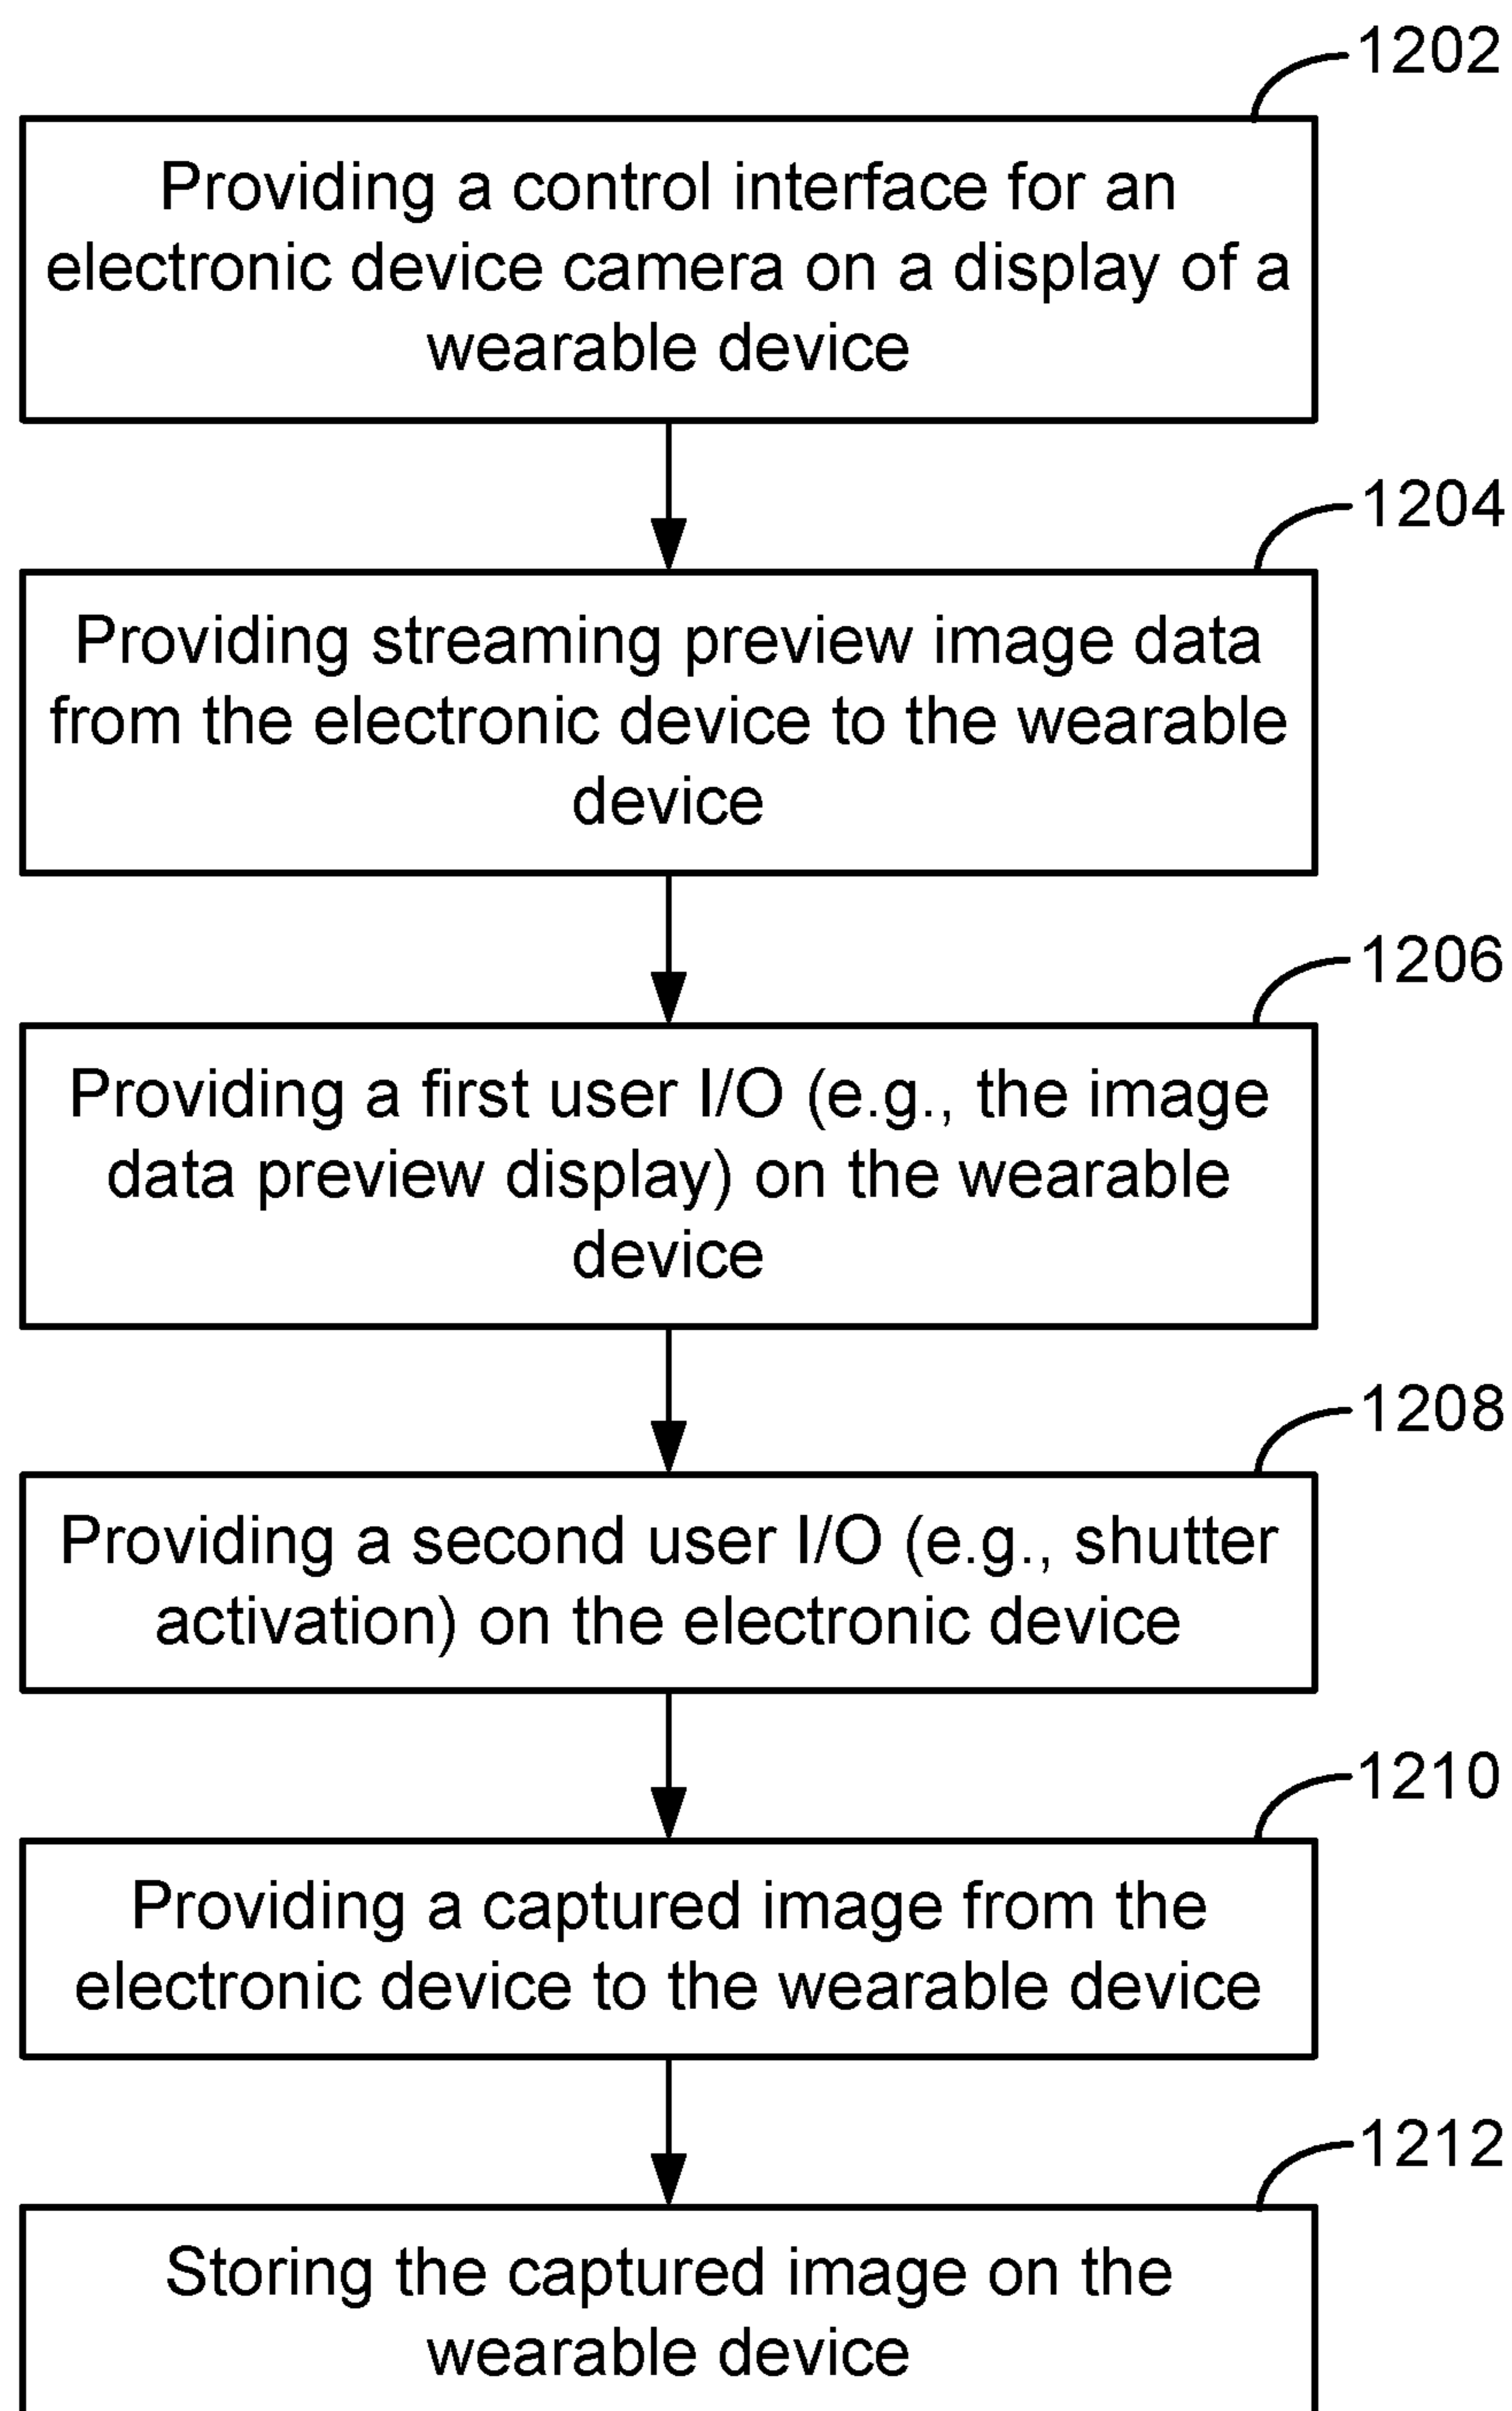 1202
Providing a control interface for an
electronic device camera on a display of a
wearable device
1204
Providing streaming preview image data
from the electronic device to the wearable
device
1206
Providing a first user I/O (e.g., the image
data preview display) on the wearable
device
1208
Providing a second user I/O (e.g., shutter
activation) on the electronic device
1210
Providing a captured image from the
electronic device to the wearable device
1212
Storing the captured image on the
wearable device